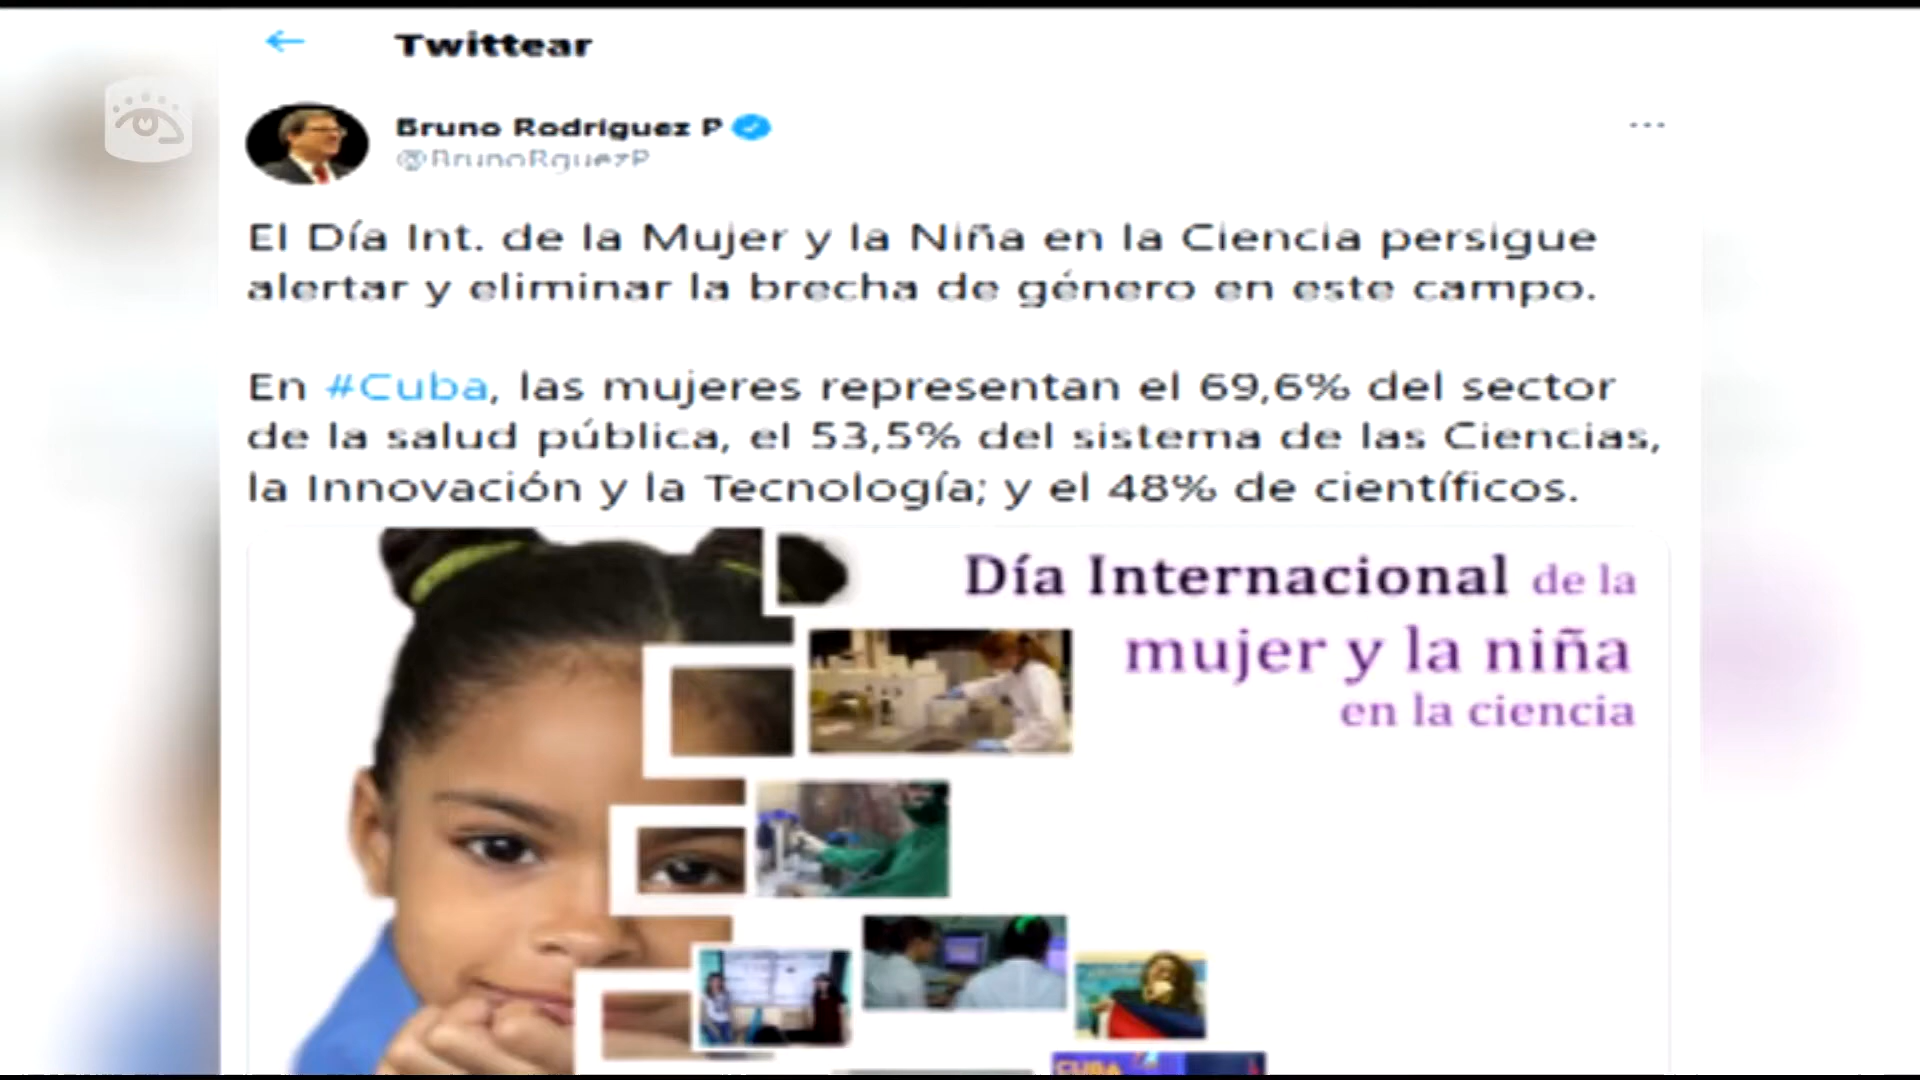 Twittear
Bruno Rodríguez P
@BrunoRguezP
El Día Int. de la Mujer y la Niña en la Ciencia persigue
alertar y eliminar la brecha de género en este campo.
En #Cuba, las mujeres representan el 69,6% del sector
de la salud pública, el 53,5% del sistema de las Ciencias,
la Innovación y la Tecnología; y el 48% de científicos.
Día Internacional de la
mujer y la niña
en la ciencia
CUBA